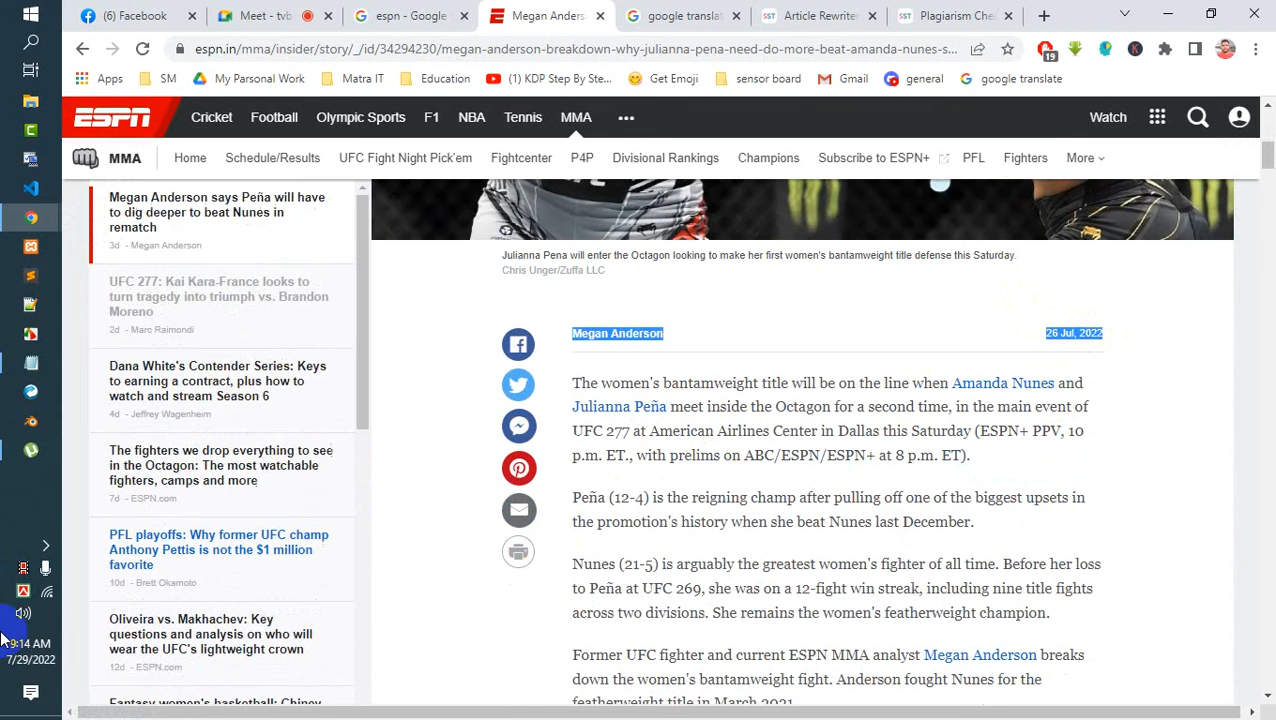 (6) Facebook
Meet - tvb
espn - Google
Megan Anders
google transla
Article Rewriter
Plagiarism Che
espn.in/mma/insider/story/_/id/34294230/megan-anderson-breakdown-why-julianna-pena-need-do-more-beat-amanda-nunes-s...
19
Apps
SM
My Parsonal Work
Matra IT
Education
(1) KDP Step By Ste...
Get Emoji
sensor board
Gmail
general
google translate
ESPN
Cricket
Football
Olympic Sports
F1
NBA
Tennis
MMA
Watch
MMA
Home
Schedule/Results
UFC Fight Night Pick'em
Fightcenter
P4P
Divisional Rankings
Champions
Subscribe to ESPN+
PFL
Fighters
More
Megan Anderson says Peña will have
to dig deeper to beat Nunes in
rematch
3d - Megan Anderson
UFC 277: Kai Kara-France looks to
turn tragedy into triumph vs. Brandon
Moreno
2d - Marc Raimondi
Dana White's Contender Series: Keys
to earning a contract, plus how to
watch and stream Season 6
4d - Jeffrey Wagenheim
The fighters we drop everything to see
in the Octagon: The most watchable
fighters, camps and more
7d - ESPN.com
PFL playoffs: Why former UFC champ
Anthony Pettis is not the $1 million
favorite
10d - Brett Okamoto
Oliveira vs. Makhachev: Key
questions and analysis on who will
wear the UFC's lightweight crown
12d - ESPN.com
Fantasy women's basketball: Chiney
Julianna Pena will enter the Octagon looking to make her first women's bantamweight title defense this Saturday.
Chris Unger/Zuffa LLC
Megan Anderson
26 Jul, 2022
The women's bantamweight title will be on the line when Amanda Nunes and
Julianna Peña meet inside the Octagon for a second time, in the main event of
UFC 277 at American Airlines Center in Dallas this Saturday (ESPN+ PPV, 10
p.m. ET., with prelims on ABC/ESPN/ESPN+ at 8 p.m. ET).
Peña (12-4) is the reigning champ after pulling off one of the biggest upsets in
the promotion's history when she beat Nunes last December.
Nunes (21-5) is arguably the greatest women's fighter of all time. Before her loss
to Peña at UFC 269, she was on a 12-fight win streak, including nine title fights
across two divisions. She remains the women's featherweight champion.
Former UFC fighter and current ESPN MMA analyst Megan Anderson breaks
down the women's bantamweight fight. Anderson fought Nunes for the
featherweight title in March 2021.
9:14 AM
7/29/2022